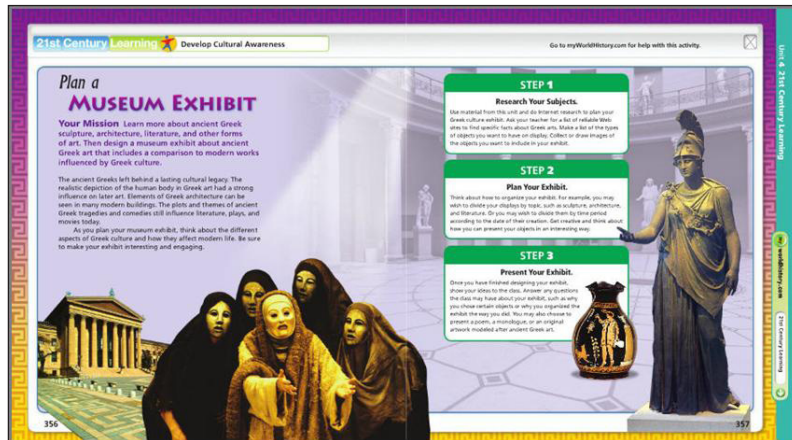 21st Century Learning Develop Cultural Awareness
Go to myWorldHistory.com for help with this activity.
Plan a
MUSEUM EXHIBIT
Your Mission Learn more about ancient Greek
sculpture, architecture, literature, and other forms
of art. Then design a museum exhibit about ancient
Greek art that includes a comparison to modern works
influenced by Greek culture.
The ancient Greeks left behind a lasting cultural legacy. The
realistic depiction of the human body in Greek art had a strong
influence on later art. Elements of Greek architecture can be
seen in many modern buildings. The plots and themes of ancient
Greek tragedies and comedies still influence literature, plays, and
movies today.
As you plan your museum exhibit, think about the different
aspects of Greek culture and how they affect modern life. Be sure
to make your exhibit interesting and engaging.
356
STEP 1
Research Your Subjects.
Use material from this unit and do Internet research to plan your
Greek culture exhibit. Ask your teacher for a list of reliable Web
sites to find specific facts about Greek arts. Make a list of the types
of objects you want to have on display. Collect or draw images of
the objects you want to include in your exhibit.
STEP 2
Plan Your Exhibit.
Think about how to organize your exhibit. For example, you may
wish to divide your displays by topic, such as sculpture, architecture,
and literature. Or you may wish to divide them by time period
according to the date of their creation. Get creative and think about
how you can present your objects in an interesting way.
STEP 3
Present Your Exhibit.
Once you have finished designing your exhibit,
show your ideas to the class. Answer any questions
the class may have about your exhibit, such as why
you chose certain objects or why you organized the
exhibit the way you did. You may also choose to
present a poem, a monologue, or an original
artwork modeled after ancient Greek art.
357
Unit 4 21st Century Learning
my worldhistory.com
21st Century Learning